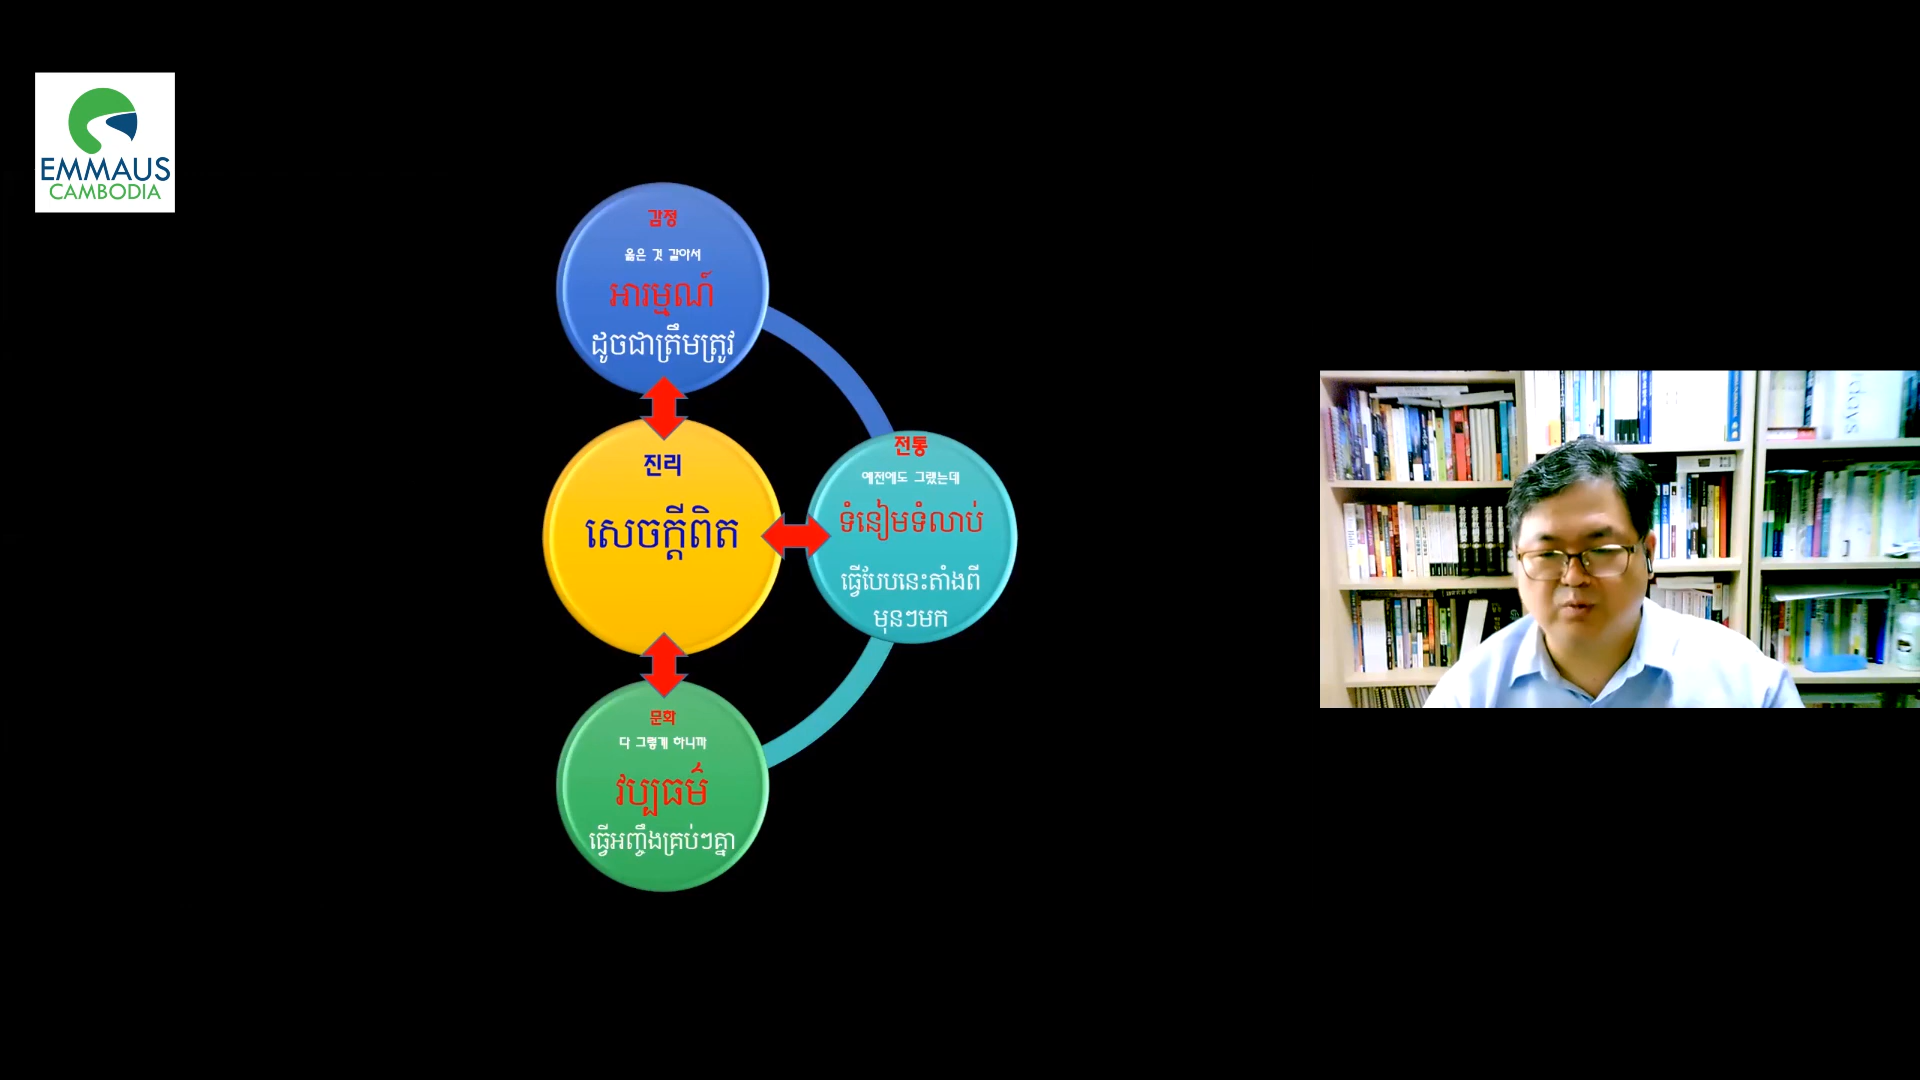 EMMAUS
CAMBODIA
감정
옳은 것 같아서
អារម្មណ៍
ដូចជាត្រឹមត្រូវ
진리
សេចក្តីពិត
전통
예전에도 그랬는데
ទំនៀមទំលាប់
ធ្វើបែបនេះតាំងពី
មុនៗមក
문화
다 그렇게 하니까
វប្បធម៌
ធ្វើអញ្ចឹងគ្រប់ៗគ្នា
days